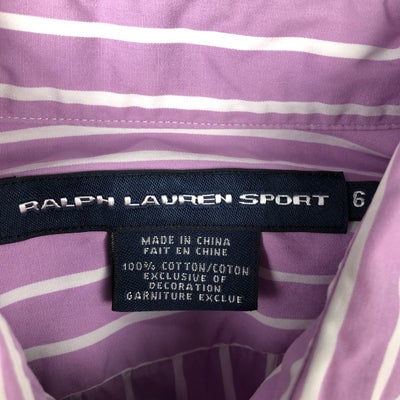 RALPH LAUREN SPORT 6
MADE IN CHINA
FAIT EN CHINE
100% COTTON/COTON
EXCLUSIVE OF
DECORATION
GARNITURE EXCLUE